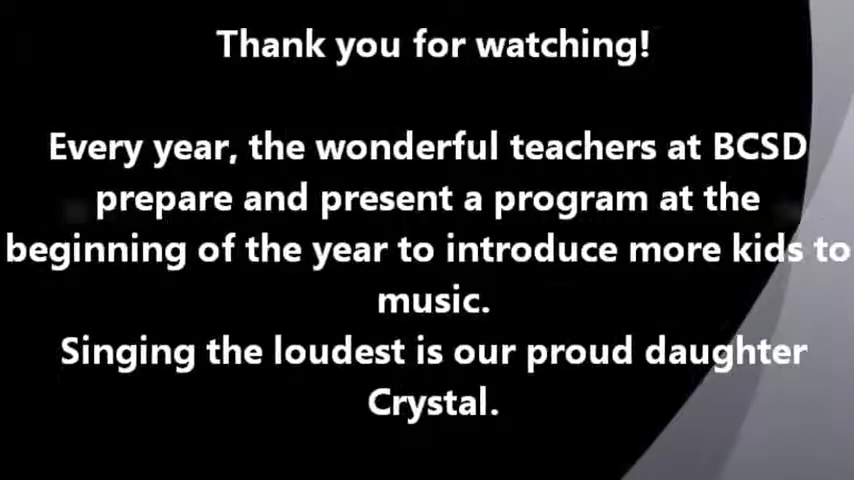 Thank you for watching!
Every year, the wonderful teachers at BCSD
prepare and present a program at the
beginning of the year to introduce more kids to
music.
Singing the loudest is our proud daughter
Crystal.